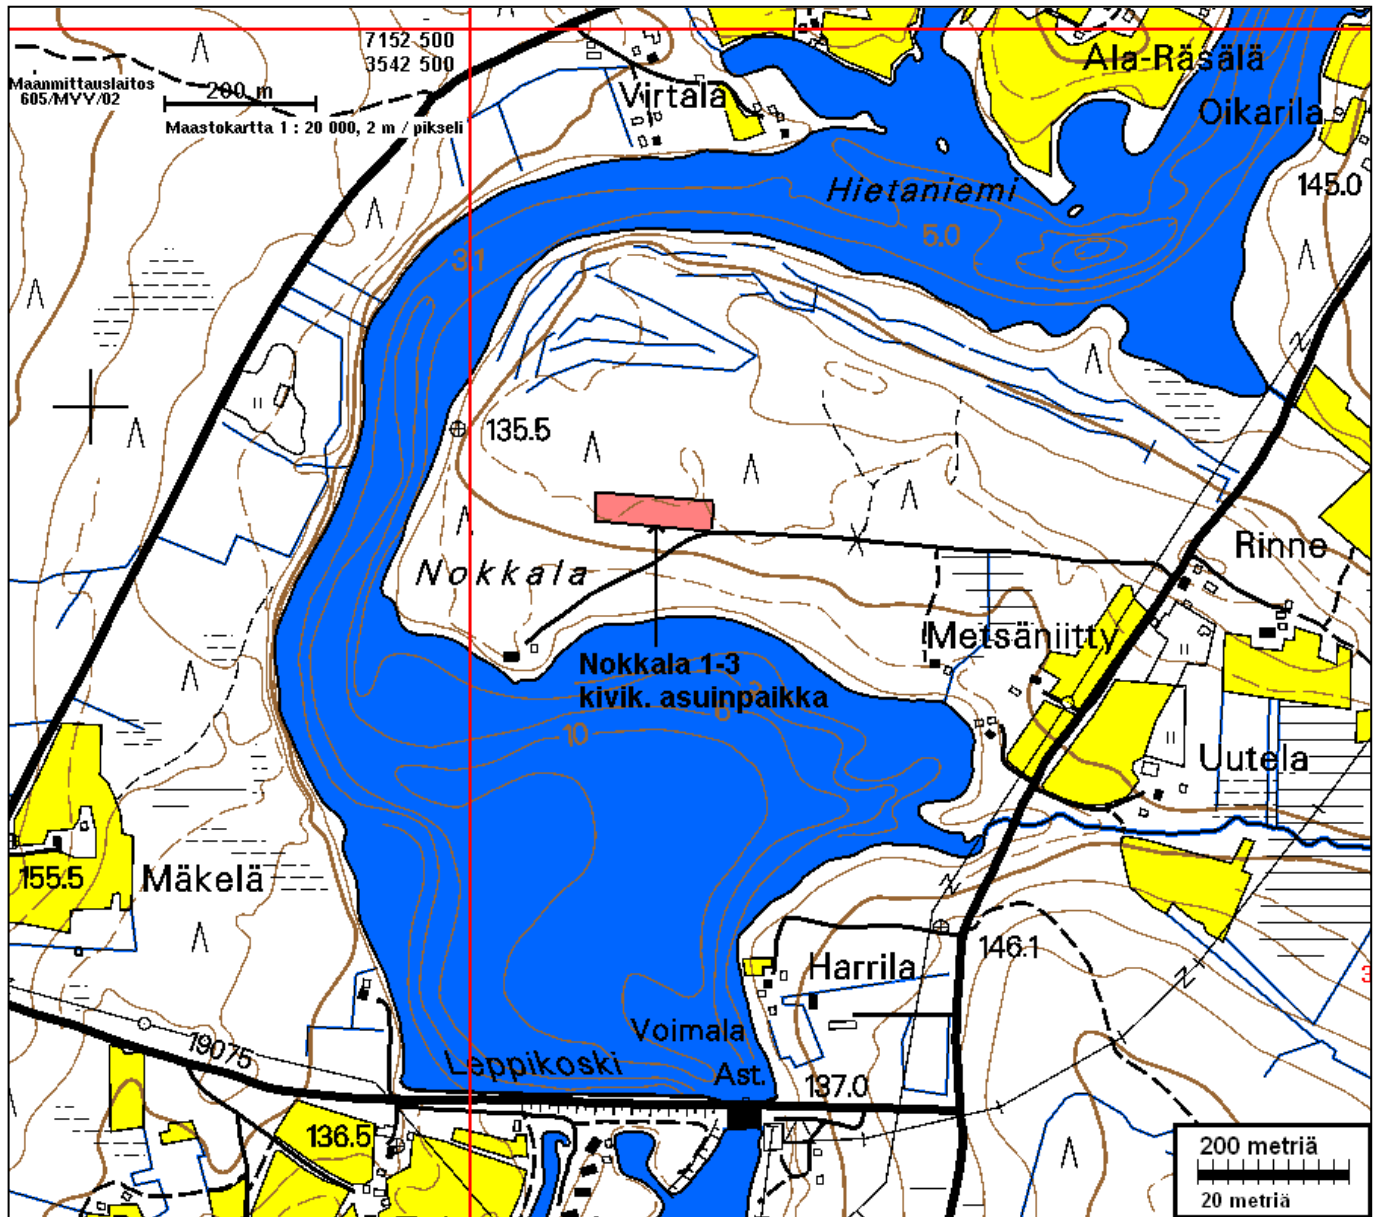 7152 500
3542 500
Maanmittauslaitos
605/MYY/02
200 m
Maastokartta 1 : 20 000, 2 m / pikseli
Virtala
Ala-Räsälä
Oikarila
145.0
Hietaniemi
5.0
3.1
135.5
Nokkala
Rinne
Metsäniitty
Nokkala 1-3
kivik. asuinpaikka
6
10
Uutela
155.5
Mäkelä
Harrila
146.1
3
Voimala
19075
Leppikoski
Ast.
137.0
136.5
200 metriä
20 metriä